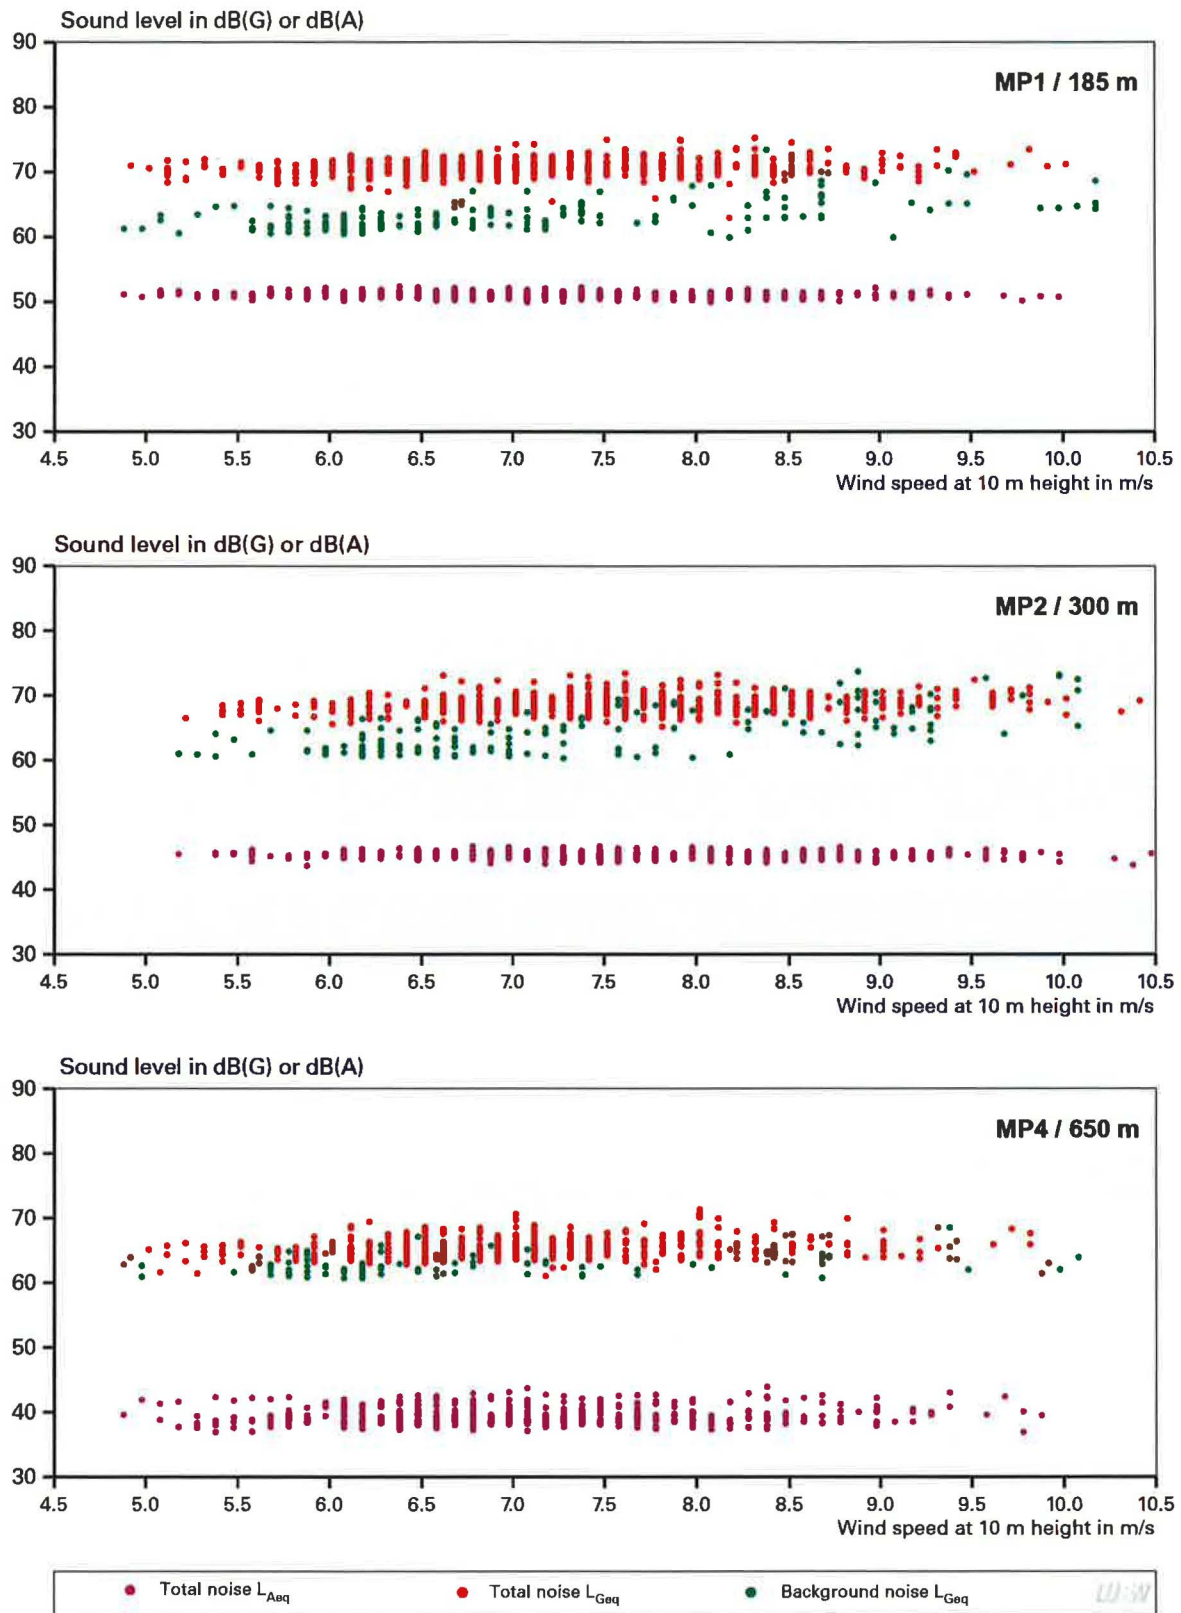 Sound level in dB(G) or dB(A)
MP1 / 185 m
90
80
70
60
50
40
30
4.5 5.0 5.5 6.0 6.5 7.0 7.5 8.0 8.5 9.0 9.5 10.0 10.5
Wind speed at 10 m height in m/s
Sound level in dB(G) or dB(A)
MP2 / 300 m
90
80
70
60
50
40
30
4.5 5.0 5.5 6.0 6.5 7.0 7.5 8.0 8.5 9.0 9.5 10.0 10.5
Wind speed at 10 m height in m/s
Sound level in dB(G) or dB(A)
MP4 / 650 m
90
80
70
60
50
40
30
4.5 5.0 5.5 6.0 6.5 7.0 7.5 8.0 8.5 9.0 9.5 10.0 10.5
Wind speed at 10 m height in m/s
Total noise LAeq Total noise LGeq Background noise LGeq